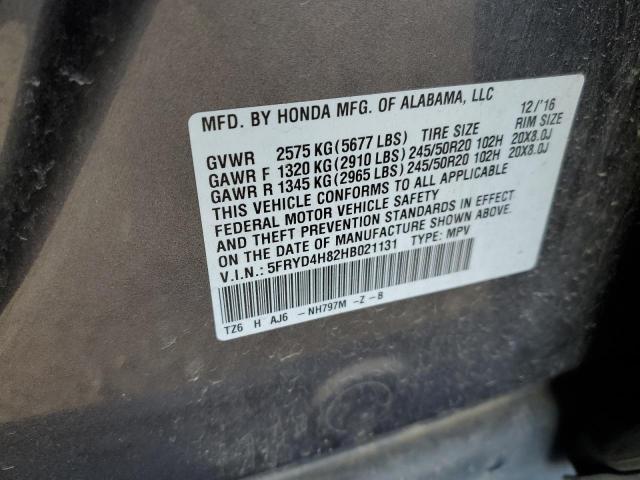 MFD. BY HONDA MFG. OF ALABAMA, LLC 12/'16
GVWR 2575 KG(5677 LBS) TIRE SIZE RIM SIZE
GAWR F 1320 KG(2910 LBS) 245/50R20 102H 20X8.0J
GAWR R 1345 KG(2965 LBS) 245/50R20 102H 20X8.0J
THIS VEHICLE CONFORMS TO ALL APPLICABLE
FEDERAL MOTOR VEHICLE SAFETY
AND THEFT PREVENTION STANDARDS IN EFFECT
ON THE DATE OF MANUFACTURE SHOWN ABOVE.
V.I.N.: 5FRYD4H82HB021131 TYPE: MPV
TZ6 H AJ6 -NH797M -Z-B